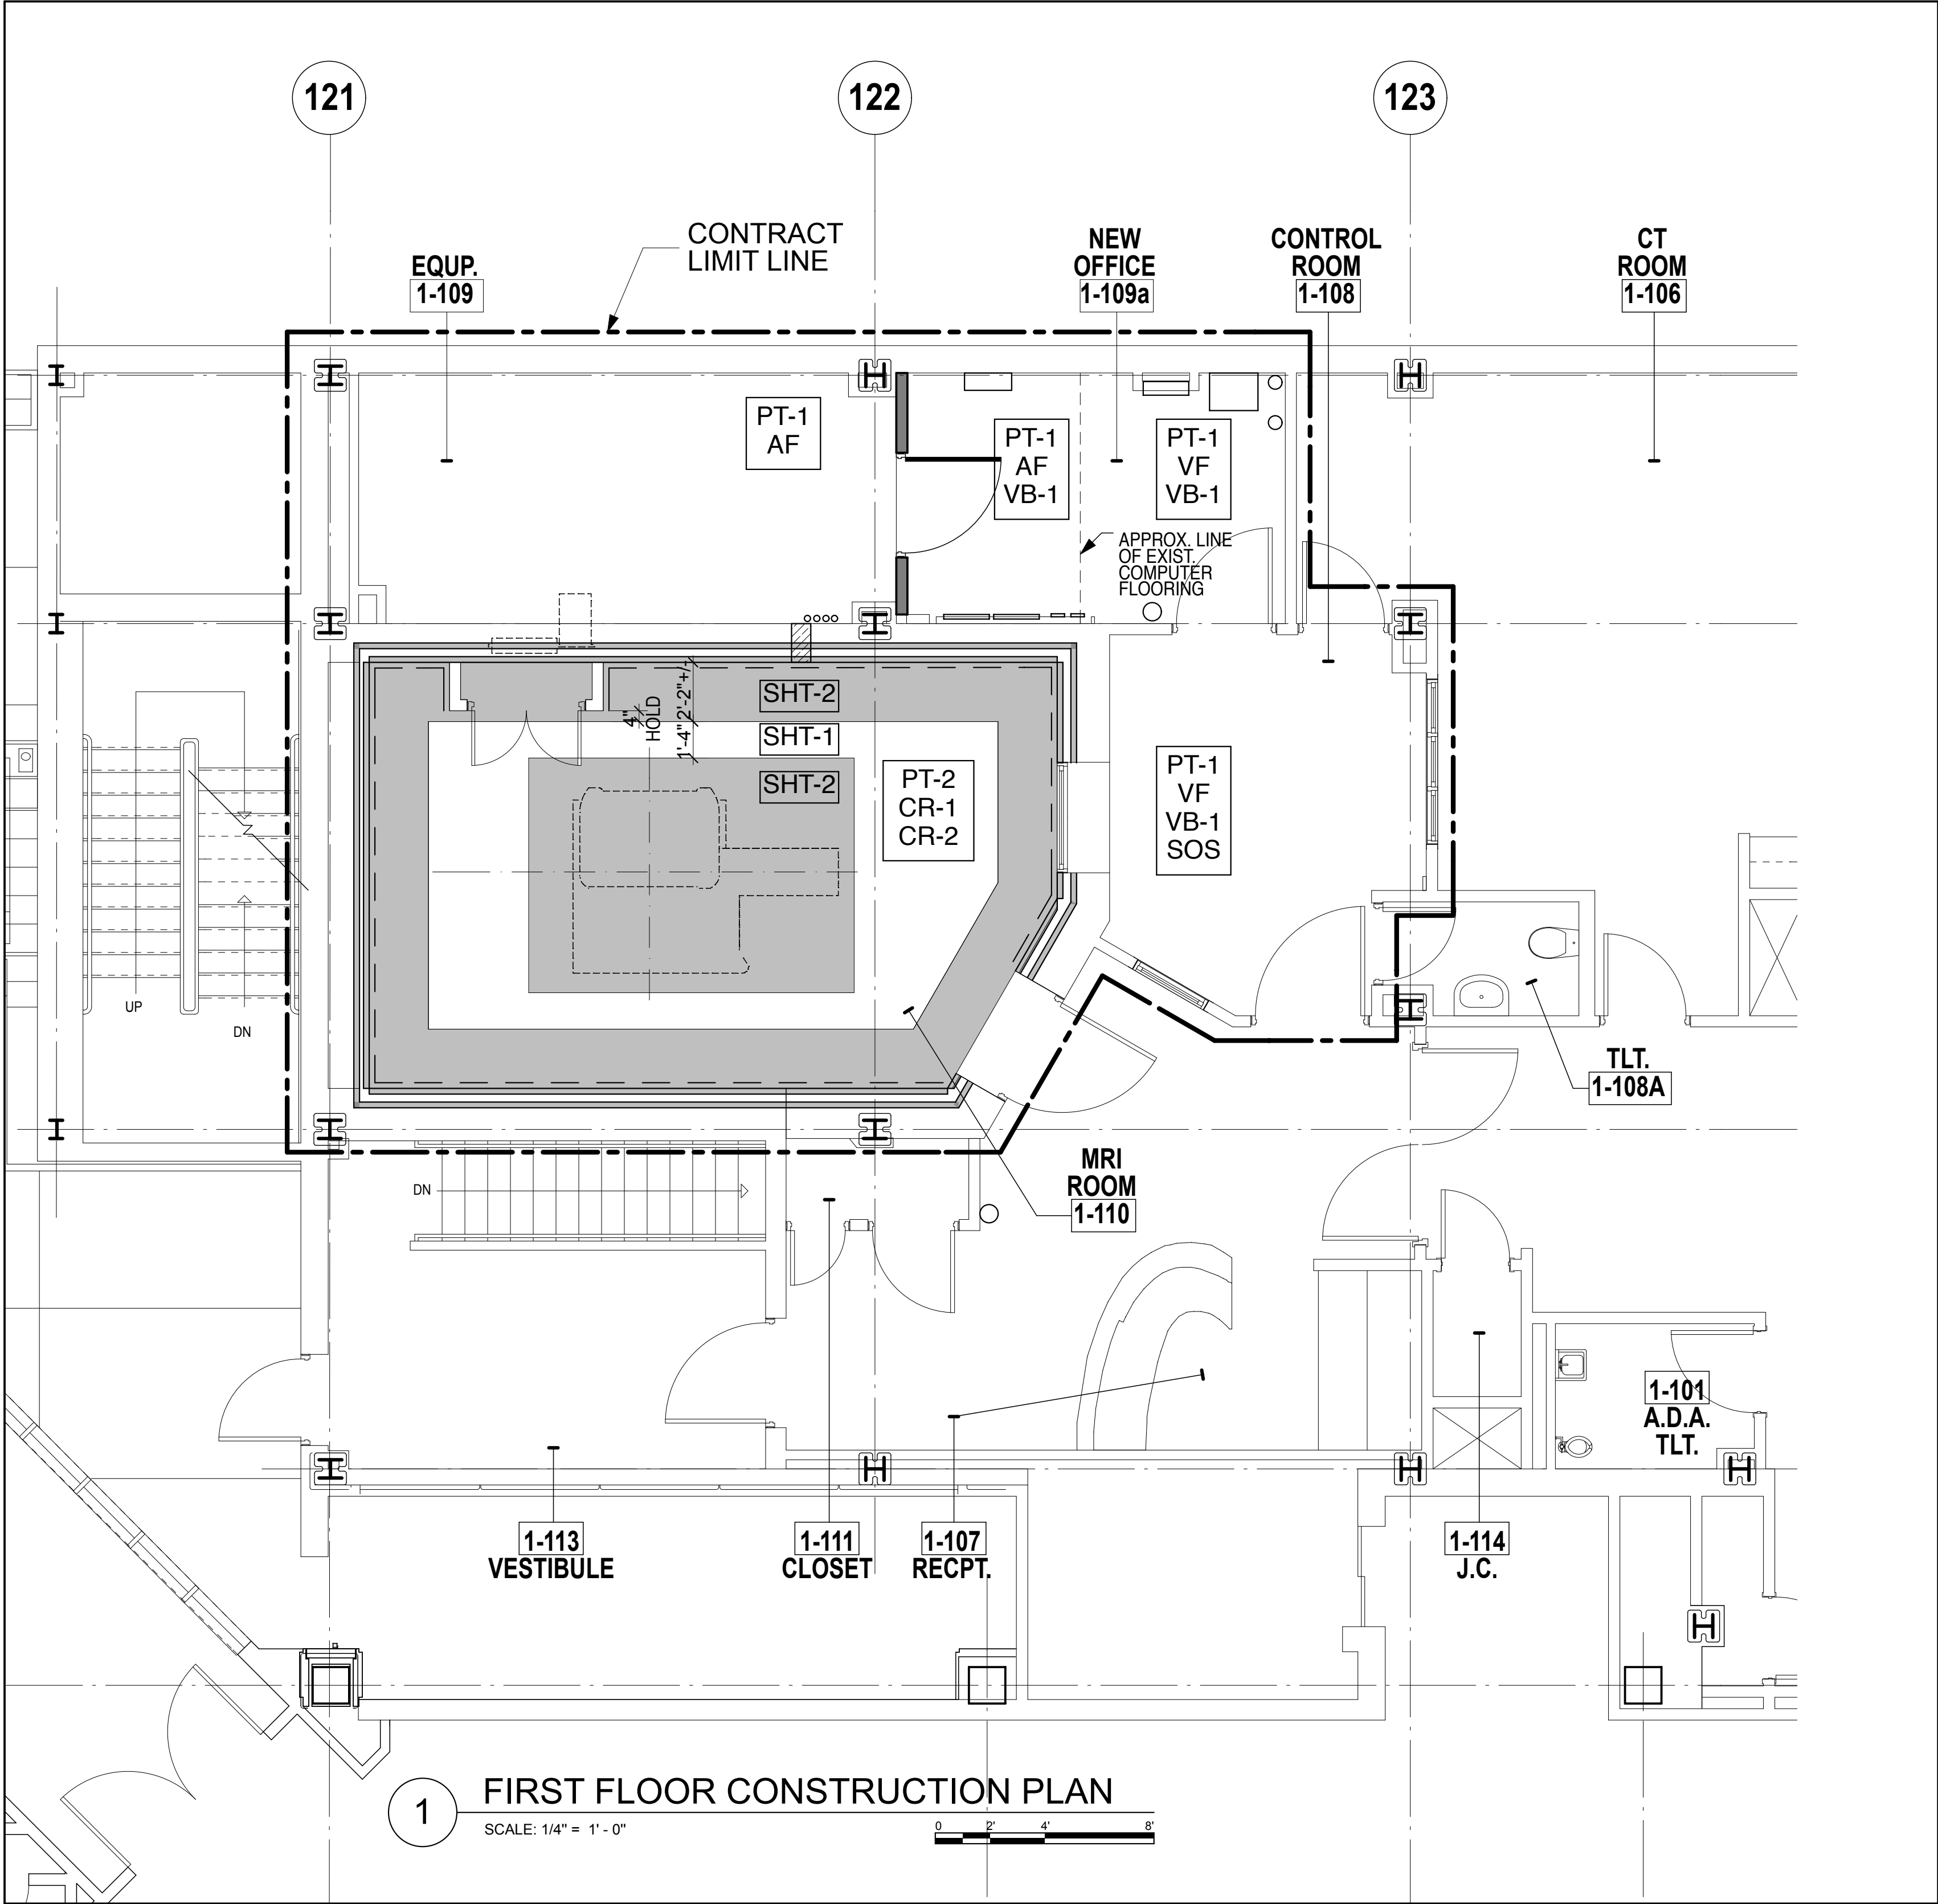 121
122
123
CONTRACT
LIMIT LINE
EQUP.
1-109
NEW
OFFICE
1-109a
CONTROL
ROOM
1-108
CT
ROOM
1-106
PT-1
AF
PT-1
AF
VB-1
PT-1
VF
VB-1
APPROX. LINE
OF EXIST.
COMPUTER
FLOORING
4"
HOLD
1'-4" 2'-2"+/-
SHT-2
SHT-1
SHT-2
PT-2
CR-1
CR-2
PT-1
VF
VB-1
SOS
UP
DN
TLT.
1-108A
MRI
ROOM
1-110
DN
1-101
A.D.A.
TLT.
1-113
VESTIBULE
1-111
CLOSET
1-107
RECPT.
1-114
J.C.
1
FIRST FLOOR CONSTRUCTION PLAN
SCALE: 1/4" = 1' - 0"
0 2' 4' 8'